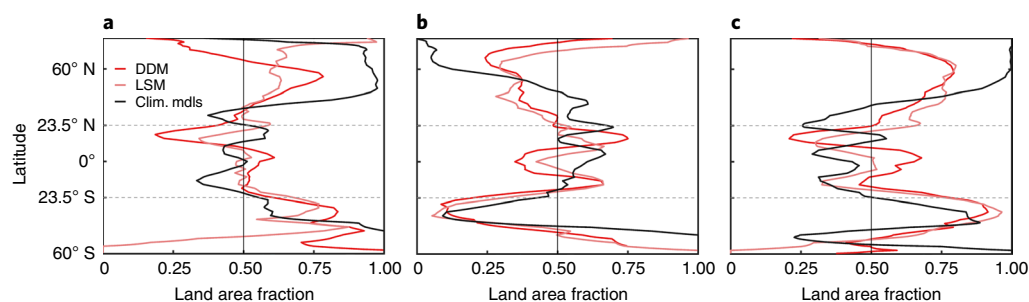 a b c
60° N
DDM
LSM
Clim. mdls
23.5° N
0°
23.5° S
60° S
Latitude
0 0.25 0.50 0.75 1.00 0 0.25 0.50 0.75 1.00 0.25 0.50 0.75 1.00
Land area fraction Land area fraction Land area fraction